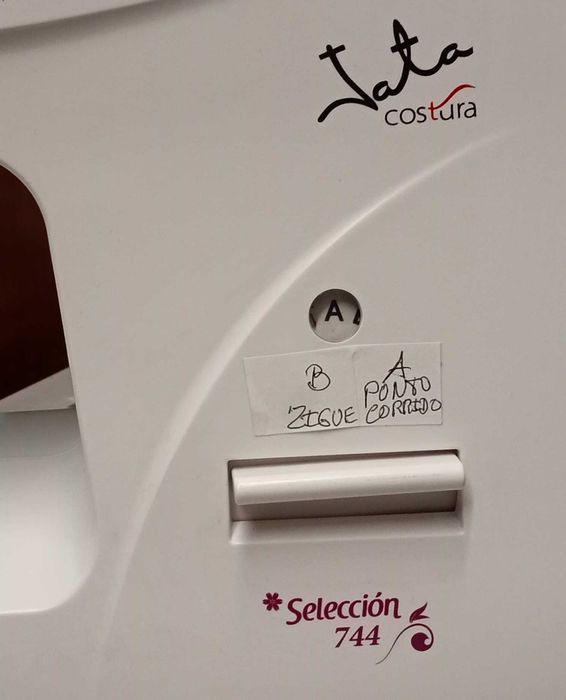 Jata
costura
A
B
ZIGUE
A
PONTO
CORRIDO
* Selección
744